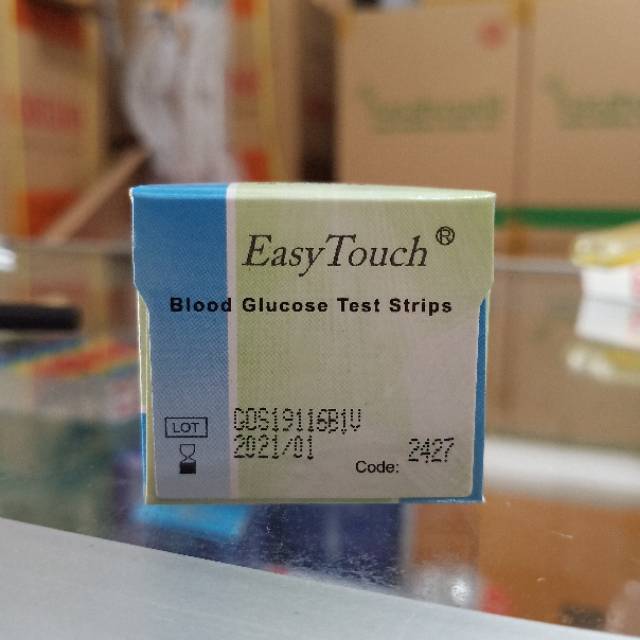 EasyTouch®
Blood Glucose Test Strips
LOT GDS19116B1V
2021/01
Code: 2427